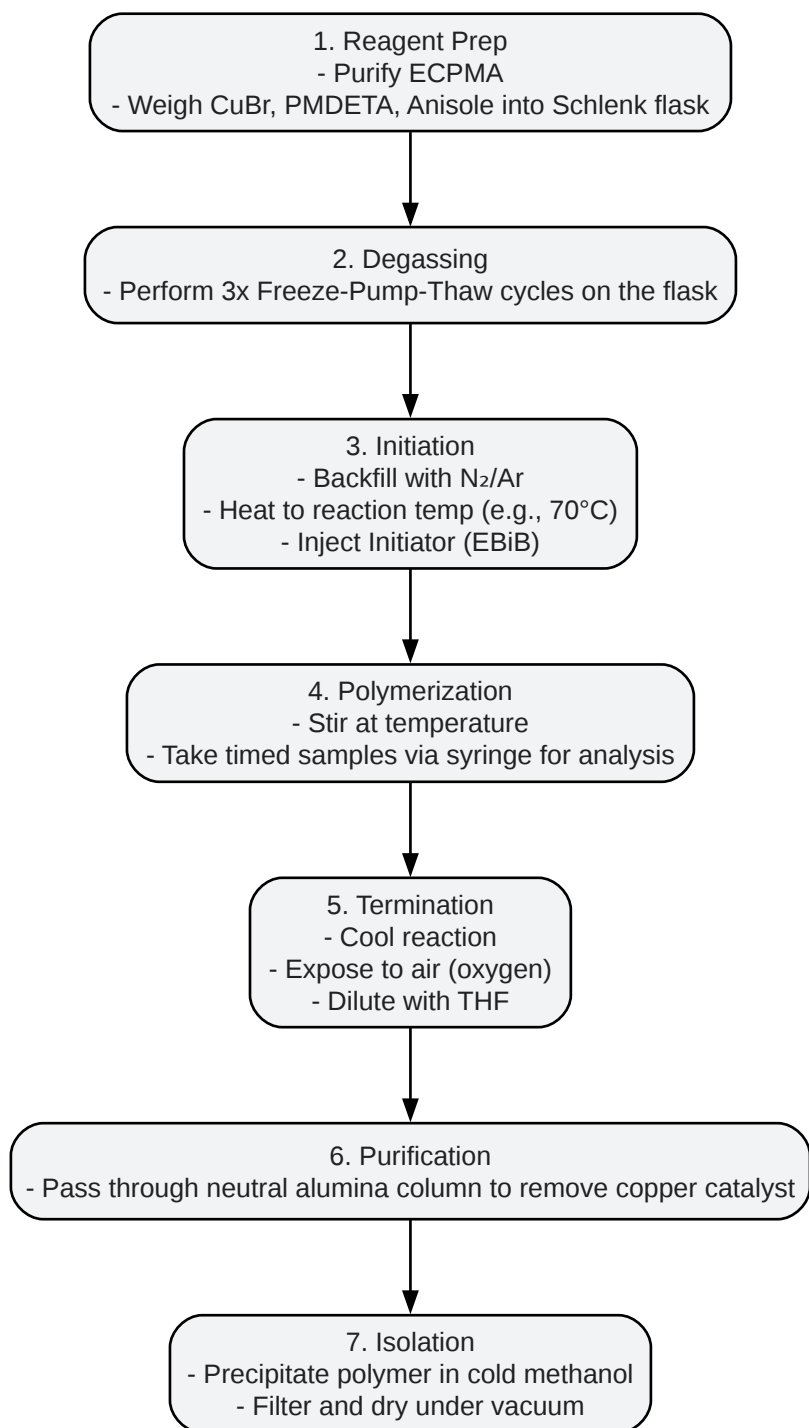 1. Reagent Prep
- Purify ECPMA
- Weigh CuBr, PMDETA, Anisole into Schlenk flask
2. Degassing
- Perform 3x Freeze-Pump-Thaw cycles on the flask
3. Initiation
- Backfill with N₂/Ar
- Heat to reaction temp (e.g., 70°C)
- Inject Initiator (EBiB)
4. Polymerization
- Stir at temperature
- Take timed samples via syringe for analysis
5. Termination
- Cool reaction
- Expose to air (oxygen)
- Dilute with THF
6. Purification
- Pass through neutral alumina column to remove copper catalyst
7. Isolation
- Precipitate polymer in cold methanol
- Filter and dry under vacuum